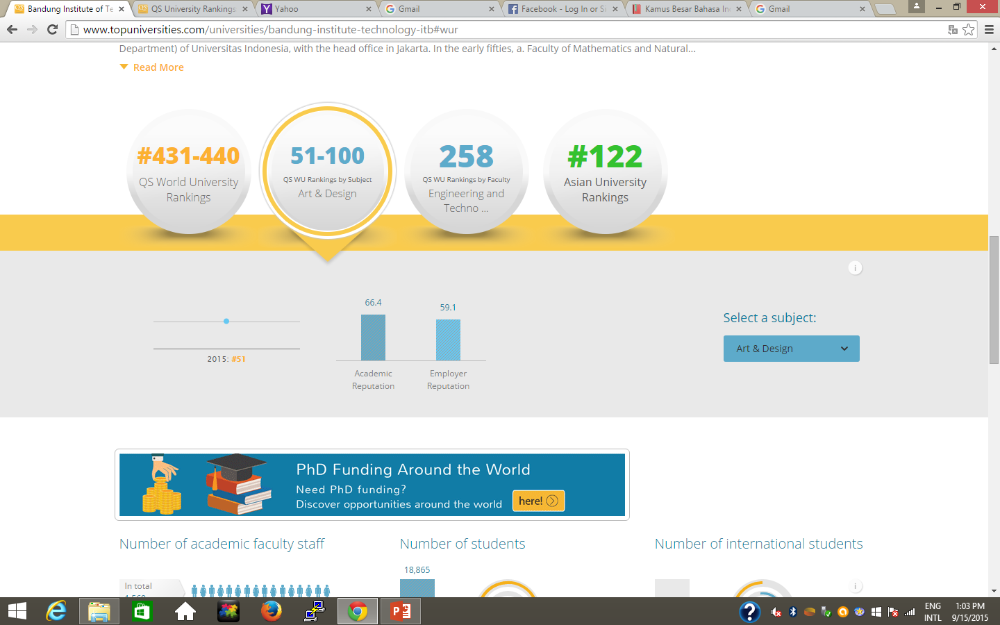 Bandung Institute of Te
QS University Rankings
Yahoo
Gmail
Facebook - Log In or Si
Kamus Besar Bahasa In
Gmail
www.topuniversities.com/universities/bandung-institute-technology-itb#wur
Department) of Universitas Indonesia, with the head office in Jakarta. In the early fifties, a. Faculty of Mathematics and Natural...
Read More
#431-440
QS World University
Rankings
51-100
QS WU Rankings by Subject
Art & Design
258
QS WU Rankings by Faculty
Engineering and
Techno ...
#122
Asian University
Rankings
i
2015: #51
66.4
59.1
Academic
Reputation
Employer
Reputation
Select a subject:
Art & Design
PhD Funding Around the World
Need PhD funding?
Discover opportunities around the world
here!
Number of academic faculty staff
Number of students
Number of international students
18,865
In total
i
ENG
INTL
1:03 PM
9/15/2015